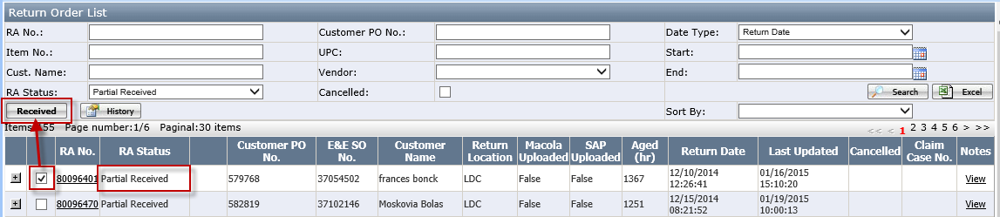 Return Order List
RA No.: Customer PO No.: Date Type: Return Date
Item No.: UPC: Start:
Cust. Name: Vendor: End:
RA Status: Partial Received Cancelled: Search Excel
Received History Sort By:
Items:155 Page number:1/6 Paginal:30 items << < 1 2 3 4 5 6 > >>
RA No. RA Status Customer PO No. E&E SO No. Customer Name Return Location Macola Uploaded SAP Uploaded Aged (hr) Return Date Last Updated Cancelled Claim Case No. Notes
80096401 Partial Received 579768 37054502 frances bonck LDC False False 1367 12/10/2014 12:26:41 01/16/2015 15:10:20 View
80096470 Partial Received 582819 37102146 Moskovia Bolas LDC False False 1251 12/15/2014 08:21:52 01/19/2015 10:00:13 View